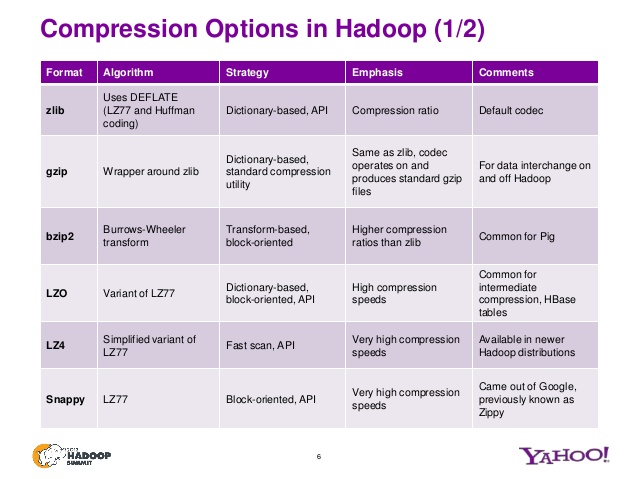 Compression Options in Hadoop (1/2)
Format Algorithm Strategy Emphasis Comments
zlib
Uses DEFLATE
(LZ77 and Huffman
coding)
Dictionary-based, API
Compression ratio
Default codec
gzip
Wrapper around zlib
Dictionary-based,
standard compression
utility
Same as zlib, codec
operates on and
produces standard gzip
files
For data interchange on
and off Hadoop
bzip2
Burrows-Wheeler
transform
Transform-based,
block-oriented
Higher compression
ratios than zlib
Common for Pig
LZO
Variant of LZ77
Dictionary-based,
block-oriented, API
High compression
speeds
Common for
intermediate
compression, HBase
tables
LZ4
Simplified variant of
LZ77
Fast scan, API
Very high compression
speeds
Available in newer
Hadoop distributions
Snappy
LZ77
Block-oriented, API
Very high compression
speeds
Came out of Google,
previously known as
Zippy
HADOOP
SUMMIT
6
YAHOO!